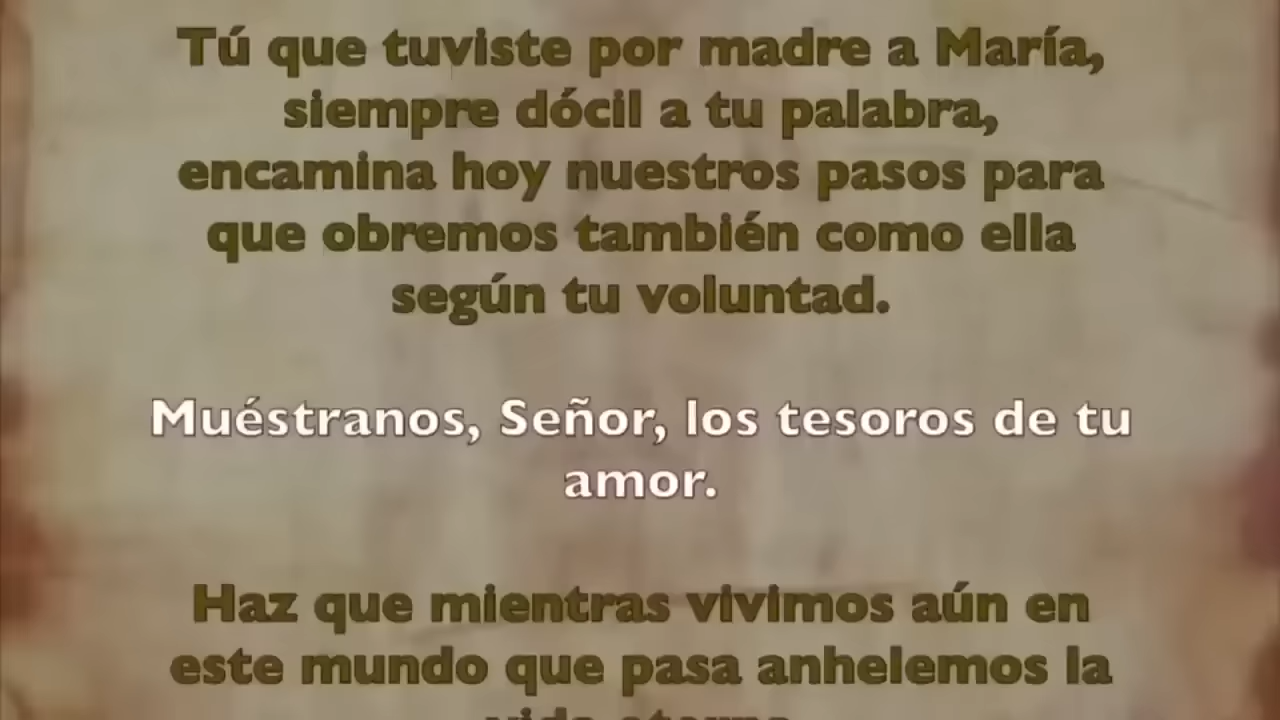 Tú que tuviste por madre a María,
siempre dócil a tu palabra,
encamina hoy nuestros pasos para
que obremos también como ella
según tu voluntad.
Muéstranos, Señor, los tesoros de tu
amor.
Haz que mientras vivimos aún en
este mundo que pasa anhelemos la